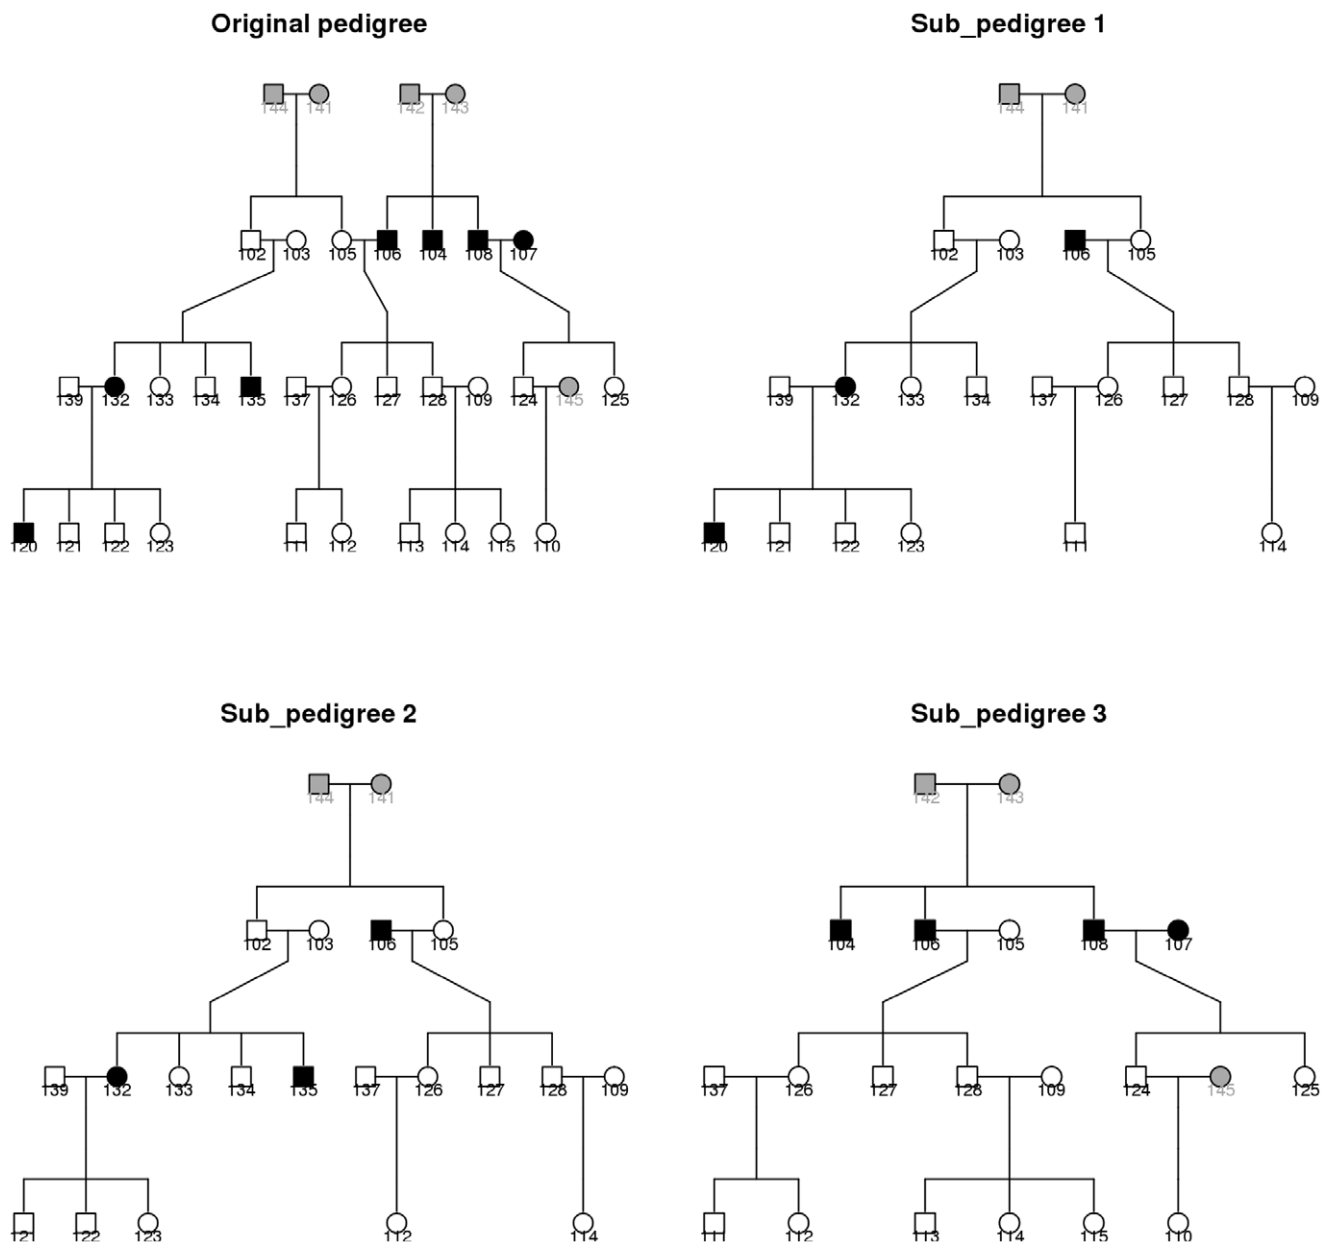 Original pedigree
144 141 142 143
102 103 105 106 104 108 107
139 132 133 134 135 137 126 127 128 109 124 145 125
120 121 122 123 111 112 113 114 115 110
Sub_pedigree 1
144 141
102 103 106 105
139 132 133 134 137 126 127 128 109
120 121 122 123 111 114
Sub_pedigree 2
144 141
102 103 106 105
139 132 133 134 135 137 126 127 128 109
121 122 123 112 114
Sub_pedigree 3
142 143
104 106 105 108 107
137 126 127 128 109 124 145 125
111 112 113 114 115 110